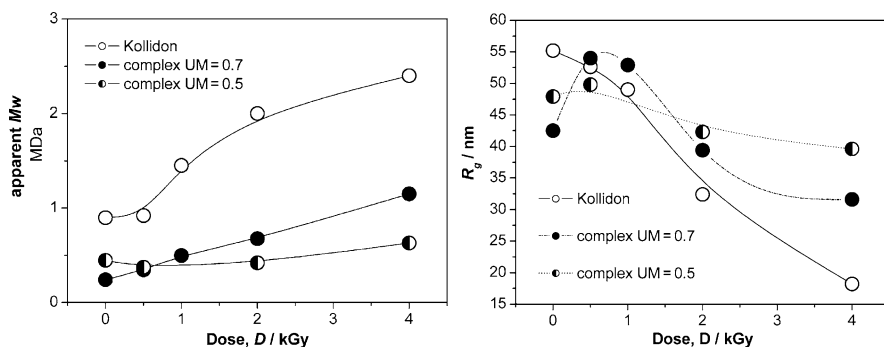 3
2
1
0
0 1 2 3 4
apparent Mw
MDa
Dose, D / kGy
Kollidon
complex UM = 0.7
complex UM = 0.5
60
55
50
45
40
35
30
25
20
15
0 1 2 3 4
Rg / nm
Dose, D / kGy
Kollidon
complex UM = 0.7
complex UM = 0.5